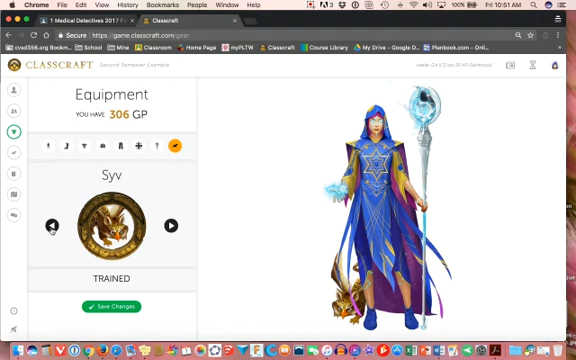 Chrome File Edit View History Bookmarks People Window Help
100% Fri 10:51 AM
1 Medical Detectives 2017 F Classcraft
Secure https://game.classcraft.com/gear
School Mine Classroom Home Page myPLTW Classcraft Course Library My Drive - Google D Planbook.com - Onli
CLASSCRAFT Second Semester Example
Equipment
YOU HAVE 306 GP
Syv
TRAINED
Save Changes